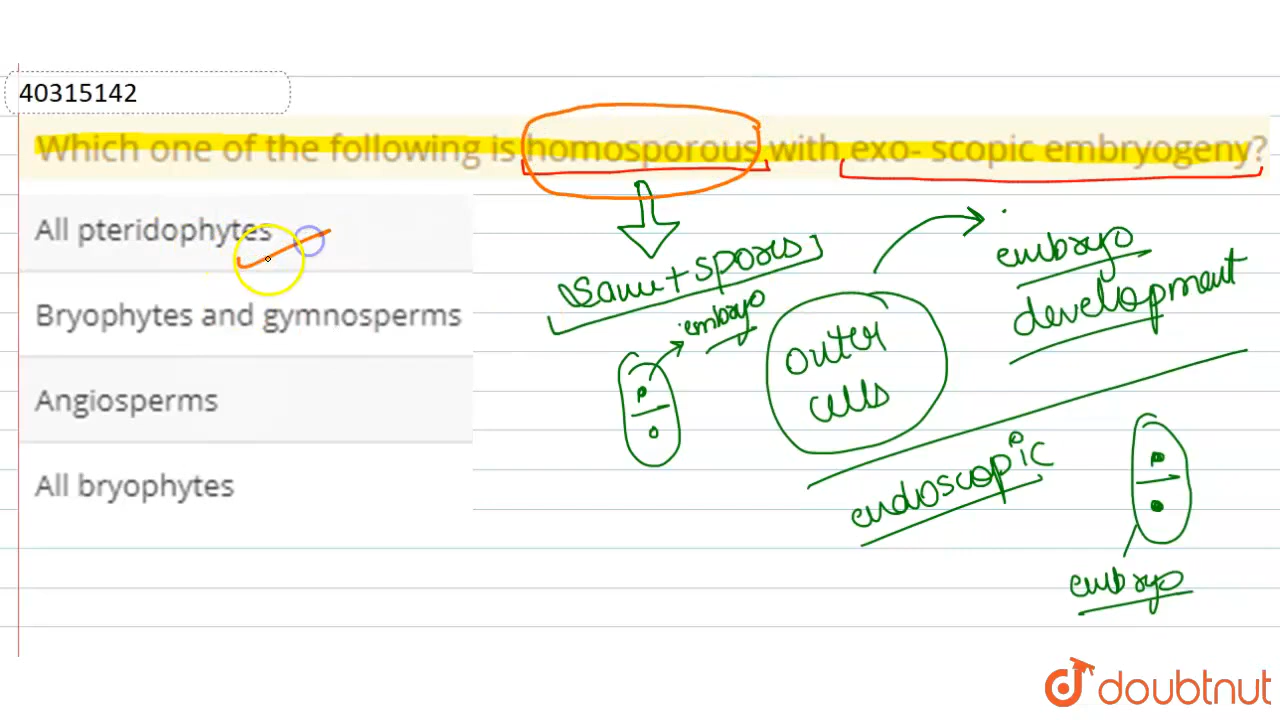 40315142
Which one of the following is homosporous with exo- scopic embryogeny?
All pteridophytes
Bryophytes and gymnosperms
Angiosperms
All bryophytes
same + spores
embryo
P
o
outer
cells
embryo
development
endoscopic
P
embryo
doubtnut